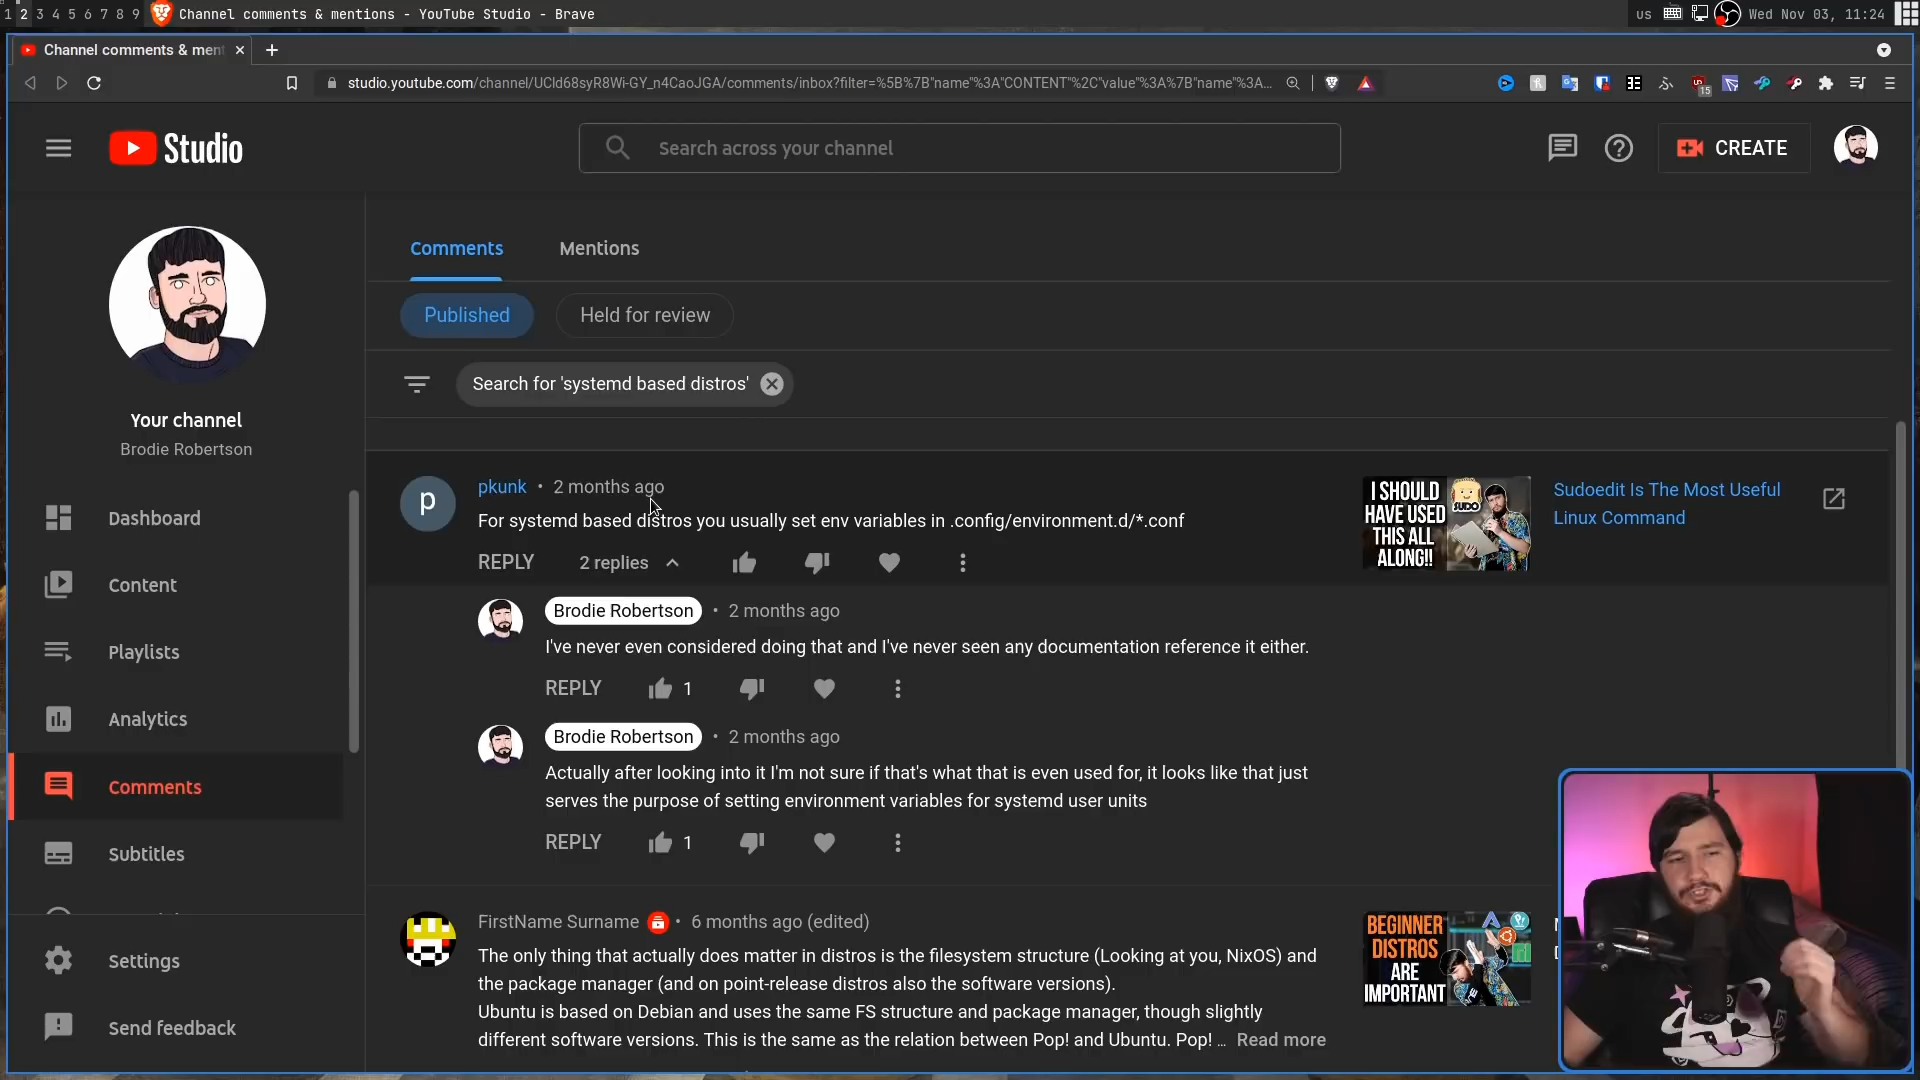 1 2 3 4 5 6 7 8 9 Channel comments & mentions - YouTube Studio - Brave
us Wed Nov 03, 11:24
Channel comments & ment
studio.youtube.com/channel/UCld68syR8Wi-GY_n4CaoJGA/comments/inbox?filter=%5B%7B"name"%3A"CONTENT"%2C"value"%3A%7B"name"%3A...
15
Studio
Search across your channel
CREATE
Your channel
Brodie Robertson
Dashboard
Content
Playlists
Analytics
Comments
Subtitles
Settings
Send feedback
Comments Mentions
Published Held for review
Search for 'systemd based distros'
p
pkunk • 2 months ago
For systemd based distros you usually set env variables in .config/environment.d/*.conf
REPLY 2 replies
I SHOULD
HAVE USED
THIS ALL
ALONG!!
SUDO
Sudoedit Is The Most Useful
Linux Command
Brodie Robertson • 2 months ago
I've never even considered doing that and I've never seen any documentation reference it either.
REPLY 1
Brodie Robertson • 2 months ago
Actually after looking into it I'm not sure if that's what that is even used for, it looks like that just
serves the purpose of setting environment variables for systemd user units
REPLY 1
FirstName Surname • 6 months ago (edited)
The only thing that actually does matter in distros is the filesystem structure (Looking at you, NixOS) and
the package manager (and on point-release distros also the software versions).
Ubuntu is based on Debian and uses the same FS structure and package manager, though slightly
different software versions. This is the same as the relation between Pop! and Ubuntu. Pop! ... Read more
BEGINNER
DISTROS
ARE
IMPORTANT